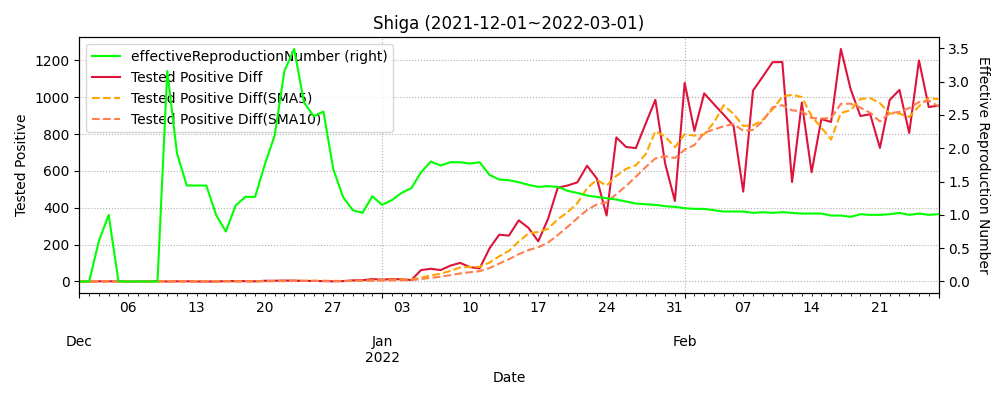 Shiga (2021-12-01~2022-03-01)
effectiveReproductionNumber (right)
Tested Positive Diff
Tested Positive Diff(SMA5)
Tested Positive Diff(SMA10)
Tested Positive
1200
1000
800
600
400
200
0
Effective Reproduction Number
3.5
3.0
2.5
2.0
1.5
1.0
0.5
0.0
06 13 20 27 03 10 17 24 31 07 14 21
Dec Jan Feb
2022
Date